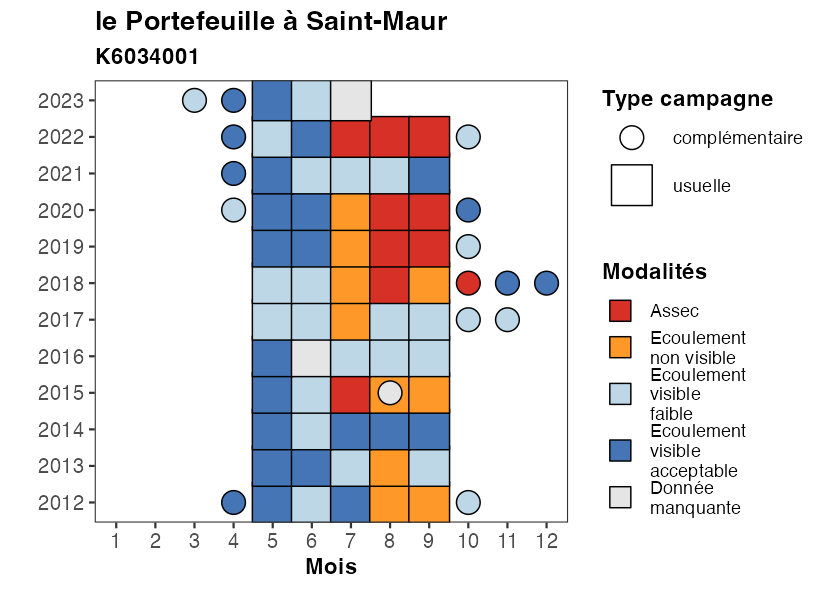 le Portefeuille à Saint-Maur
K6034001
2023
2022
2021
2020
2019
2018
2017
2016
2015
2014
2013
2012
1 2 3 4 5 6 7 8 9 10 11 12
Mois
Type campagne
complémentaire
usuelle
Modalités
Assec
Ecoulement
non visible
Ecoulement
visible
faible
Ecoulement
visible
acceptable
Donnée
manquante